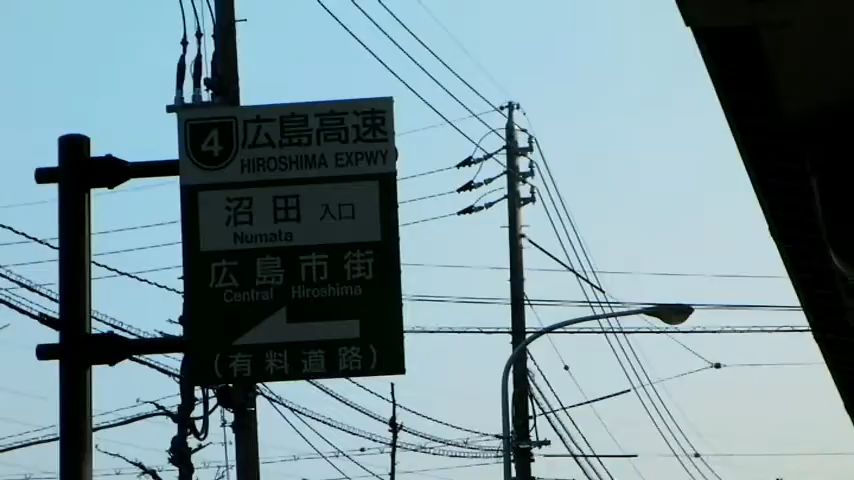 4 広島高速
HIROSHIMA EXPWY
沼田 入口
Numata
広島市街
Central Hiroshima
(有料道路)